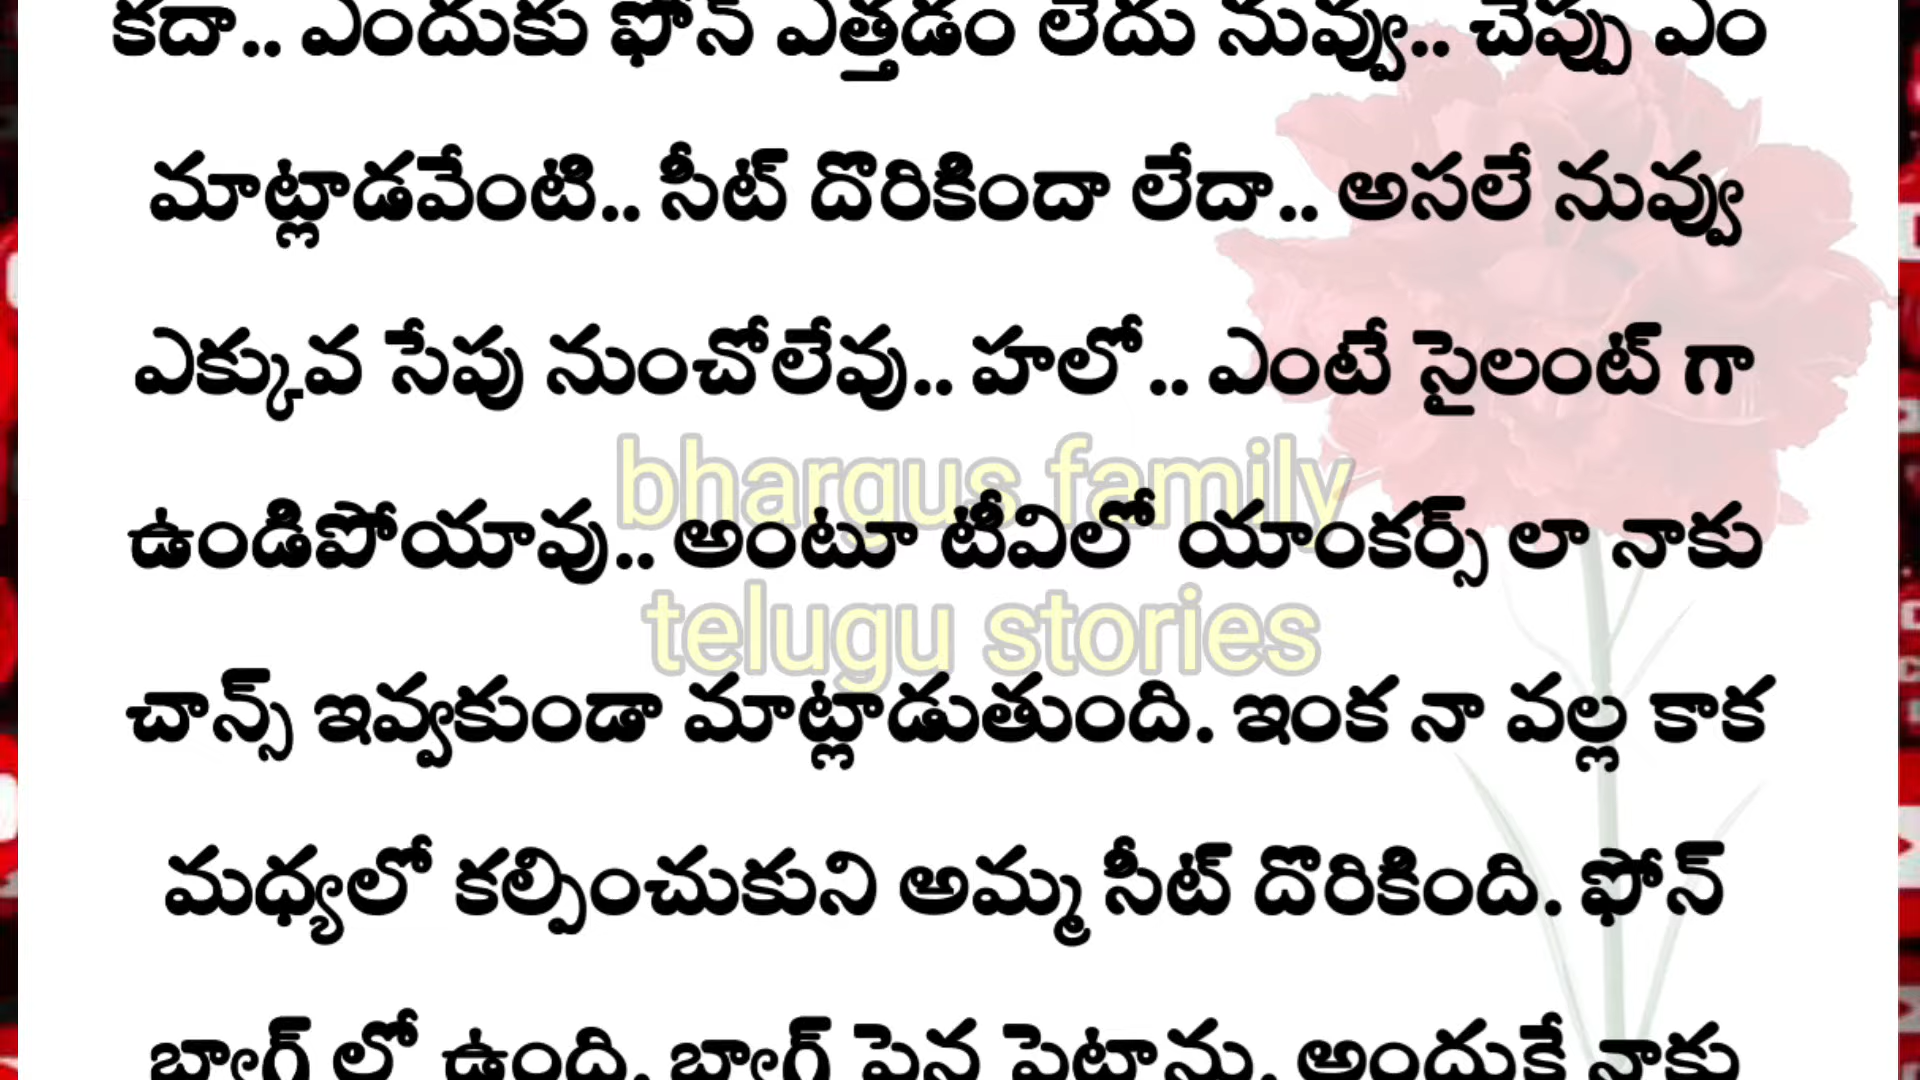 కదా.. ఎందుకు ఫోన్ ఎత్తడం లేదు నువ్వు.. చెప్పు ఎం
మాట్లాడవేంటి.. సీట్ దొరికిందా లేదా.. అసలే నువ్వు
ఎక్కువ సేపు నుంచోలేవు.. హలో.. ఎంటే సైలంట్ గా
bhargus family
ఉండిపోయావు.. అంటూ టీవిలో యాంకర్స్ లా నాకు
telugu stories
చాన్స్ ఇవ్వకుండా మాట్లాడుతుంది. ఇంక నా వల్ల కాక
మధ్యలో కల్పించుకుని అమ్మ సీట్ దొరికింది. ఫోన్
బ్యాగ్ లో ఉంది. బ్యాగ్ పైన పెట్టాను. అందుకే నాకు